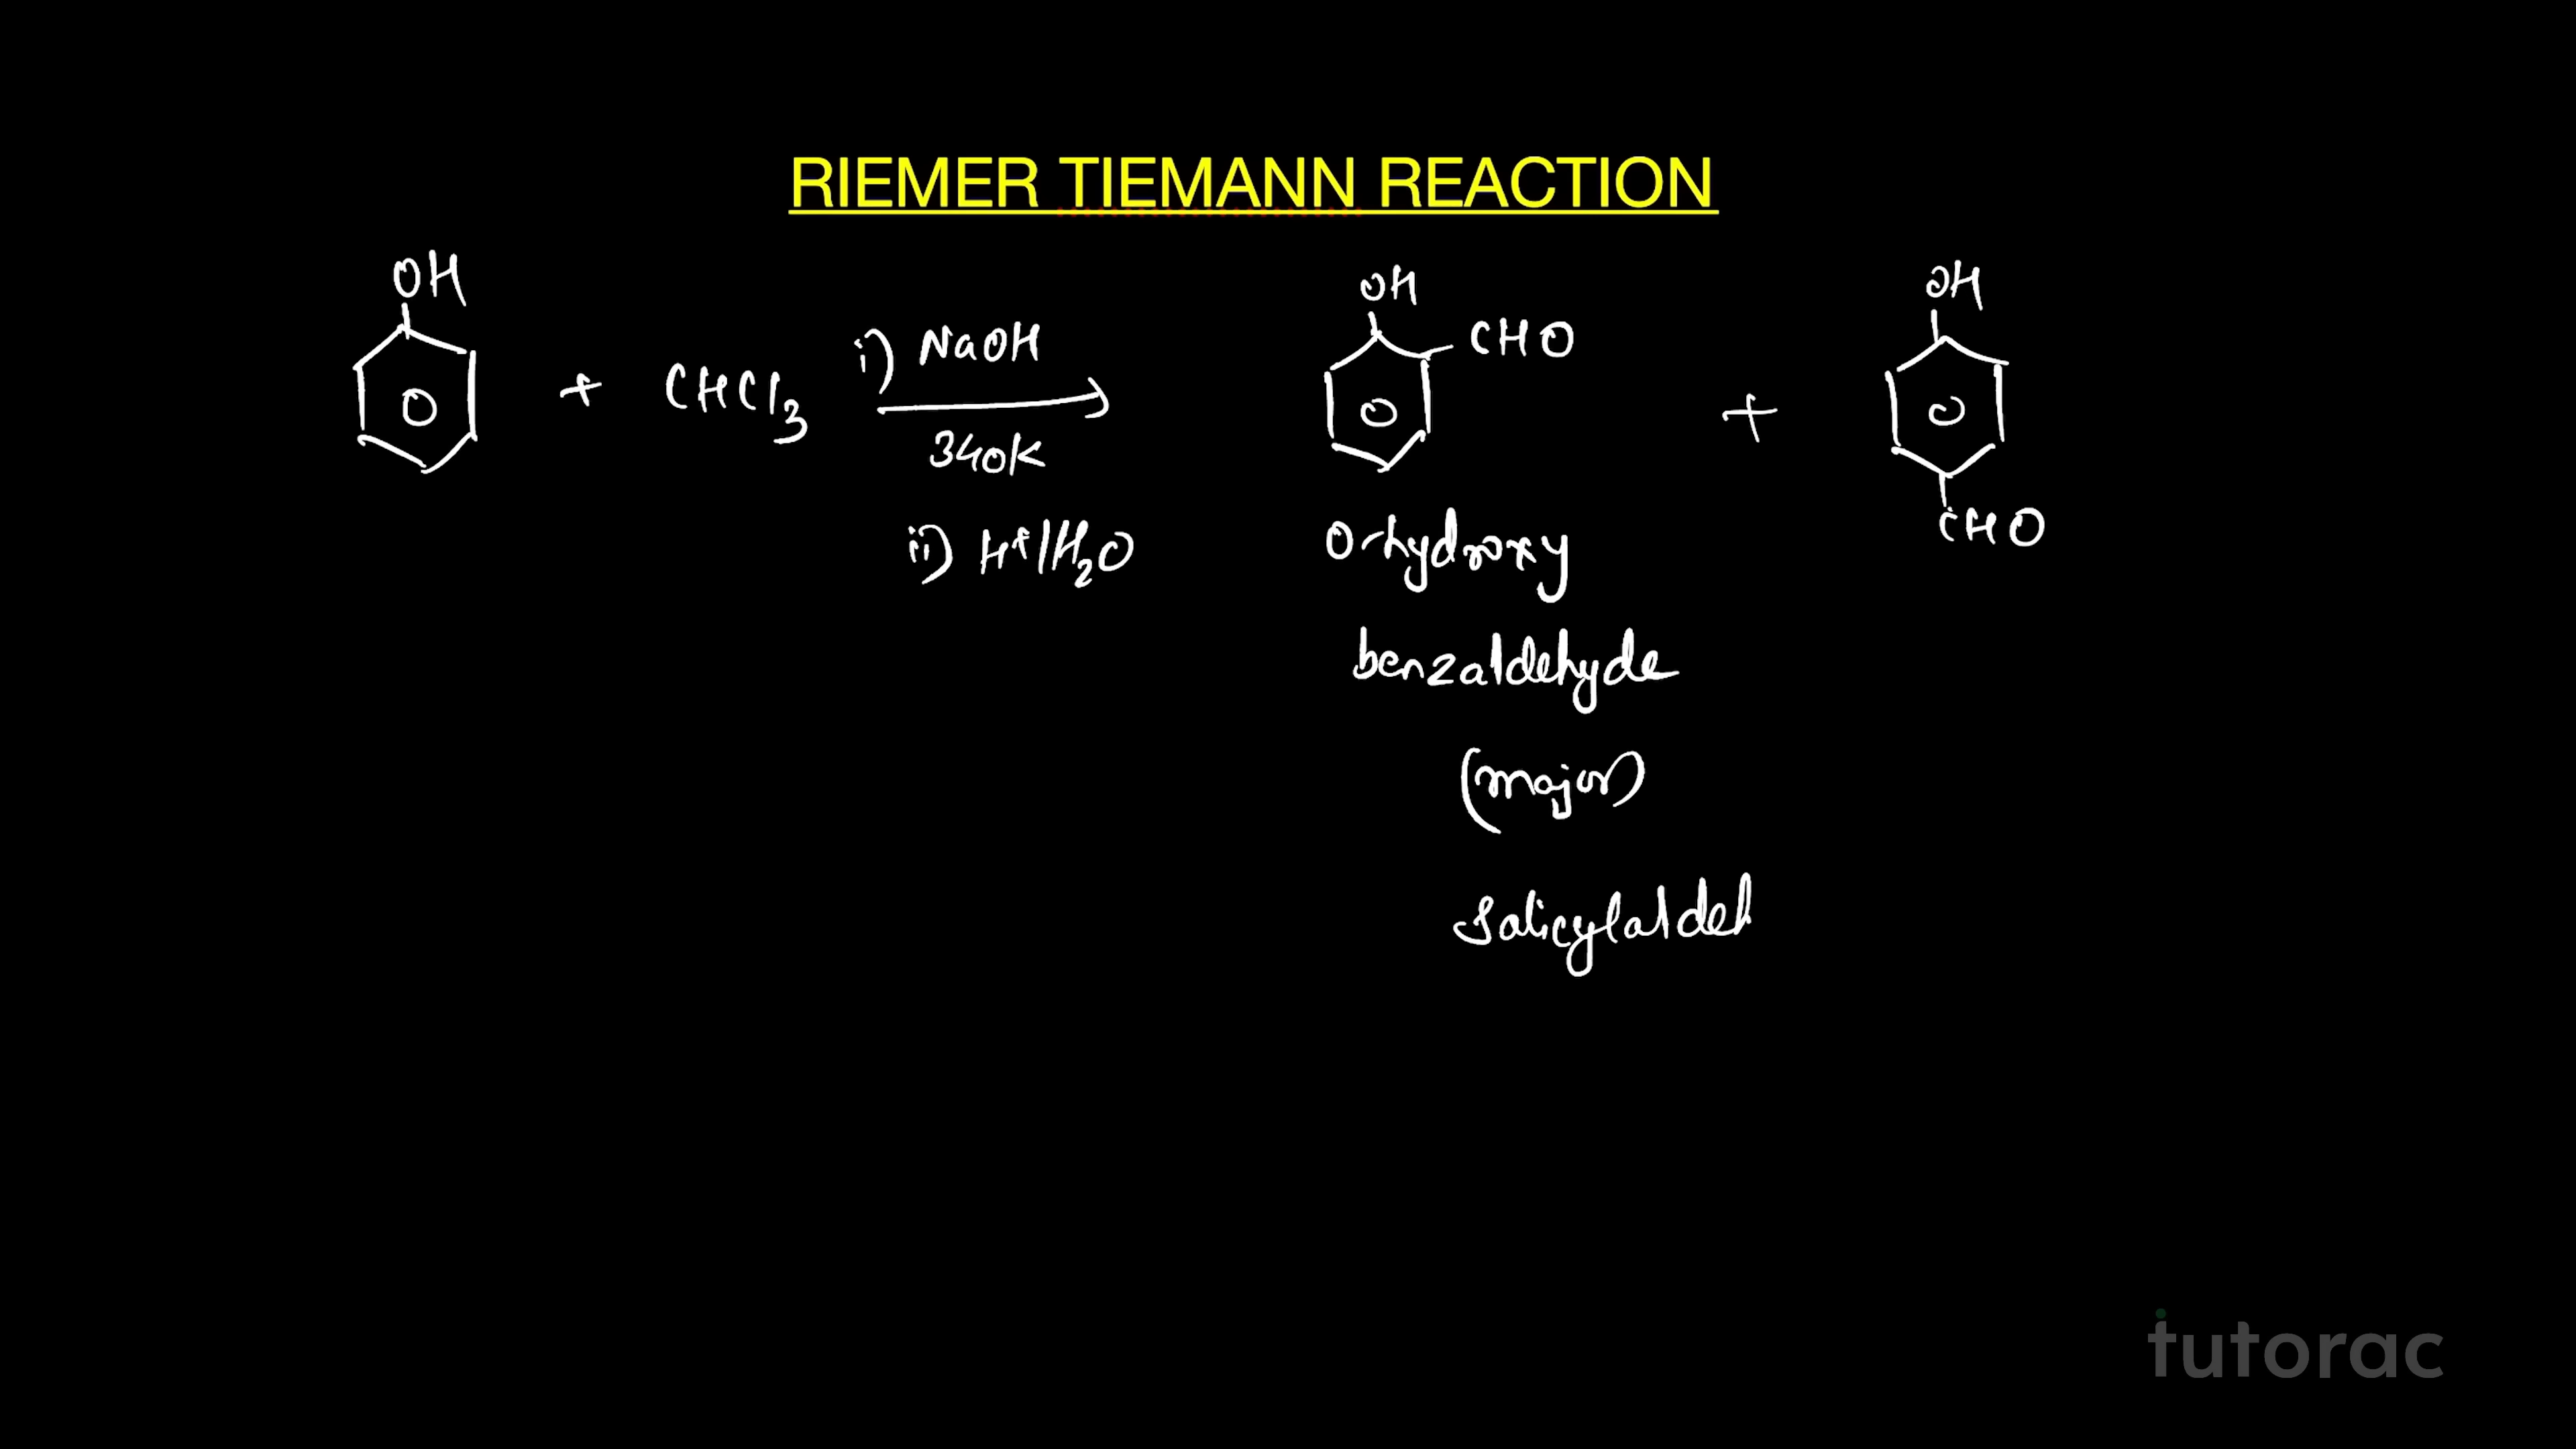 RIEMER TIEMANN REACTION
OH
+ CHCl3
i) NaOH
340K
ii) H+/H2O
OH
CHO
O-hydroxy
benzaldehyde
(major)
Salicylaldeh
+
OH
CHO
tutorac